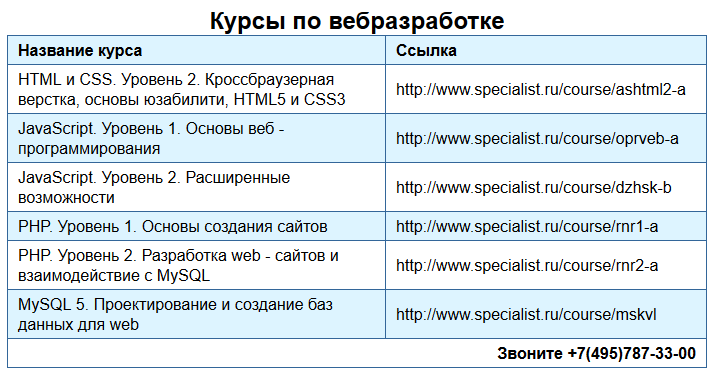 Курсы по вебразработке
Название курса
Ссылка
HTML и CSS. Уровень 2. Кроссбраузерная
верстка, основы юзабилити, HTML5 и CSS3
http://www.specialist.ru/course/ashtml2-a
JavaScript. Уровень 1. Основы веб -
программирования
http://www.specialist.ru/course/oprveb-a
JavaScript. Уровень 2. Расширенные
возможности
http://www.specialist.ru/course/dzhsk-b
PHP. Уровень 1. Основы создания сайтов
http://www.specialist.ru/course/rnr1-a
PHP. Уровень 2. Разработка web - сайтов и
взаимодействие с MySQL
http://www.specialist.ru/course/rnr2-a
MySQL 5. Проектирование и создание баз
данных для web
http://www.specialist.ru/course/mskvl
Звоните +7(495)787-33-00